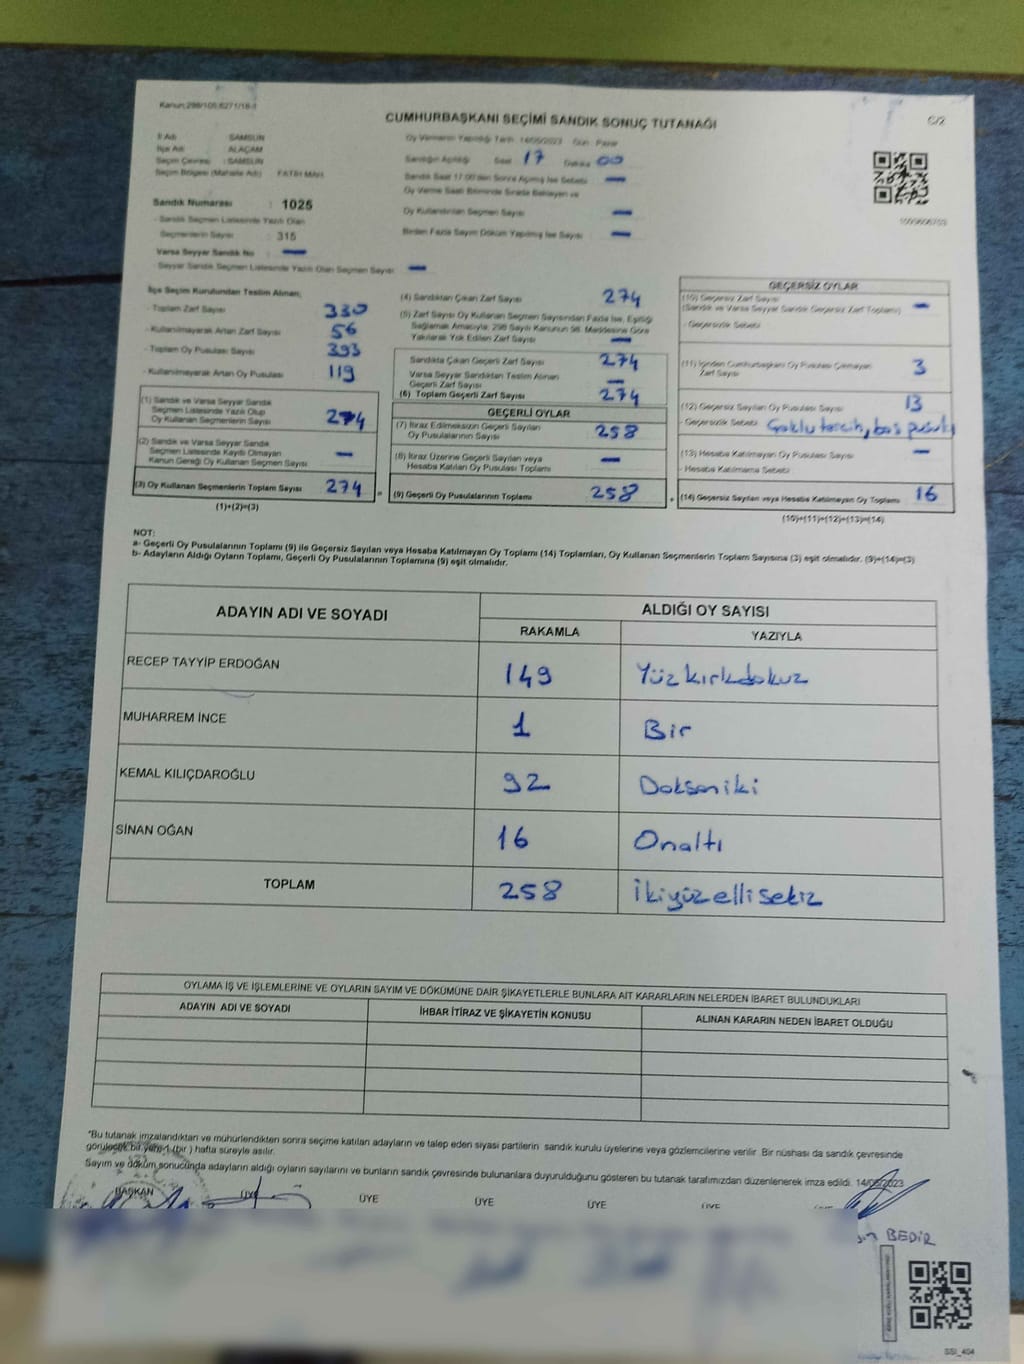 Kanun:298/105;6271/18-1
CUMHURBAŞKANI SEÇİMİ SANDIK SONUÇ TUTANAĞI
C/2
İl Adı : SAMSUN
İlçe Adı : ALAÇAM
Seçim Çevresi : SAMSUN
Seçim Bölgesi (Mahalle Adı) : FATİH MAH.
Sandık Numarası : 1025
- Sandık Seçmen Listesinde Yazılı Olan
Seçmenlerin Sayısı : 315
Varsa Seyyar Sandık No : —
- Seyyar Sandık Seçmen Listesinde Yazılı Olan Seçmen Sayısı : —
Oy Vermenin Yapıldığı Tarih : 14/05/2023 Gün : Pazar
Sandığın Açıldığı : Saat 17 Dakika 00
Sandık Saat 17.00'den Sonra Açılmış İse Sebebi : —
Oy Verme Saati Bitiminde Sırada Bekleyen ve
Oy Kullandırılan Seçmen Sayısı : —
Birden Fazla Sayım Döküm Yapılmış İse Sayısı : —
İlçe Seçim Kurulundan Teslim Alınan;
- Toplam Zarf Sayısı : 330
- Kullanılmayarak Artan Zarf Sayısı : 56
- Toplam Oy Pusulası Sayısı : 393
- Kullanılmayarak Artan Oy Pusulası : 119
(1) Sandık ve Varsa Seyyar Sandık
Seçmen Listesinde Yazılı Olup
Oy Kullanan Seçmenlerin Sayısı : 274
(2) Sandık ve Varsa Seyyar Sandık
Seçmen Listesinde Kaydı Olmayan
Kanun Gereği Oy Kullanan Seçmen Sayısı : —
(3) Oy Kullanan Seçmenlerin Toplam Sayısı : 274
(1)+(2)=(3)
(4) Sandıktan Çıkan Zarf Sayısı : 274
(5) Zarf Sayısı Oy Kullanan Seçmen Sayısından Fazla İse, Eşitliği
Sağlamak Amacıyla; 298 Sayılı Kanunun 98. Maddesine Göre
Yakılarak Yok Edilen Zarf Sayısı : —
Sandıkta Çıkan Geçerli Zarf Sayısı : 274
Varsa Seyyar Sandıktan Teslim Alınan
Geçerli Zarf Sayısı : —
(6) Toplam Geçerli Zarf Sayısı : 274
GEÇERLİ OYLAR
(7) İtiraz Edilmeksizin Geçerli Sayılan
Oy Pusulalarının Sayısı : 258
(8) İtiraz Üzerine Geçerli Sayılan veya
Hesaba Katılan Oy Pusulası Toplamı : —
(9) Geçerli Oy Pusulalarının Toplamı : 258
GEÇERSİZ OYLAR
(10) Geçersiz Zarf Sayısı : —
(Sandık ve Varsa Seyyar Sandık Geçersiz Zarf Toplamı)
- Geçersizlik Sebebi :
(11) İçinden Cumhurbaşkanı Oy Pusulası Çıkmayan
Zarf Sayısı : 3
(12) Geçersiz Sayılan Oy Pusulası Sayısı : 13
- Geçersizlik Sebebi : Çoklu tercih, boş pusula
(13) Hesaba Katılmayan Oy Pusulası Sayısı : —
- Hesaba Katılmama Sebebi :
(14) Geçersiz Sayılan veya Hesaba Katılmayan Oy Toplamı : 16
(10)+(11)+(12)+(13)=(14)
NOT:
a- Geçerli Oy Pusulalarının Toplamı (9) ile Geçersiz Sayılan veya Hesaba Katılmayan Oy Toplamı (14) Toplamları, Oy Kullanan Seçmenlerin Toplam Sayısına (3) eşit olmalıdır. (9)+(14)=(3)
b- Adayların Aldığı Oyların Toplamı, Geçerli Oy Pusulalarının Toplamına (9) eşit olmalıdır.
ADAYIN ADI VE SOYADI
ALDIĞI OY SAYISI
RAKAMLA YAZIYLA
RECEP TAYYİP ERDOĞAN 149 Yüz kırkdokuz
MUHARREM İNCE 1 Bir
KEMAL KILIÇDAROĞLU 92 Doksaniki
SİNAN OĞAN 16 Onaltı
TOPLAM 258 İkiyüzellisekiz
OYLAMA İŞ VE İŞLEMLERİNE VE OYLARIN SAYIM VE DÖKÜMÜNE DAİR ŞİKAYETLERLE BUNLARA AİT KARARLARIN NELERDEN İBARET BULUNDUKLARI
ADAYIN ADI VE SOYADI İHBAR İTİRAZ VE ŞİKAYETİN KONUSU ALINAN KARARIN NEDEN İBARET OLDUĞU
*Bu tutanak imzalandıktan ve mühürlendikten sonra seçime katılan adayların ve talep eden siyasi partilerin sandık kurulu üyelerine veya gözlemcilerine verilir. Bir nüshası da sandık çevresinde
görülecek bir yere 1 (bir ) hafta süreyle asılır.
Sayım ve döküm sonucunda adayların aldığı oyların sayılarını ve bunların sandık çevresinde bulunanlara duyurulduğunu gösteren bu tutanak tarafımızdan düzenlenerek imza edildi. 14/05/2023
BAŞKAN ÜYE ÜYE ÜYE ÜYE ÜYE
BEDİR
SSI_404